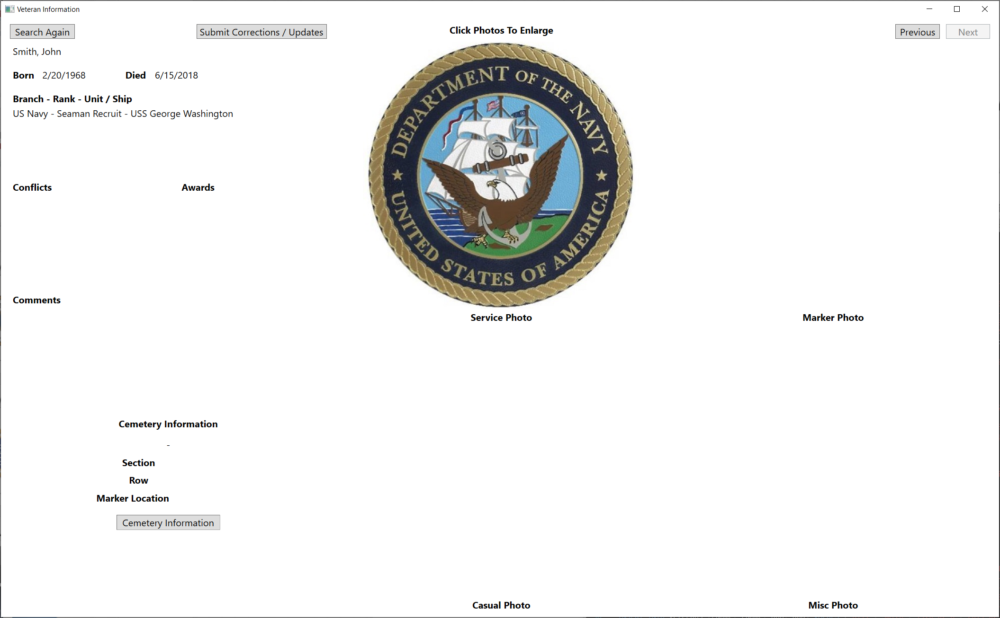 Veteran Information
Search Again
Submit Corrections / Updates
Click Photos To Enlarge
Previous
Next
Smith, John
Born 2/20/1968 Died 6/15/2018
Branch - Rank - Unit / Ship
US Navy - Seaman Recruit - USS George Washington
DEPARTMENT OF THE NAVY
UNITED STATES OF AMERICA
Conflicts
Awards
Comments
Service Photo
Marker Photo
Cemetery Information
-
Section
Row
Marker Location
Cemetery Information
Casual Photo
Misc Photo